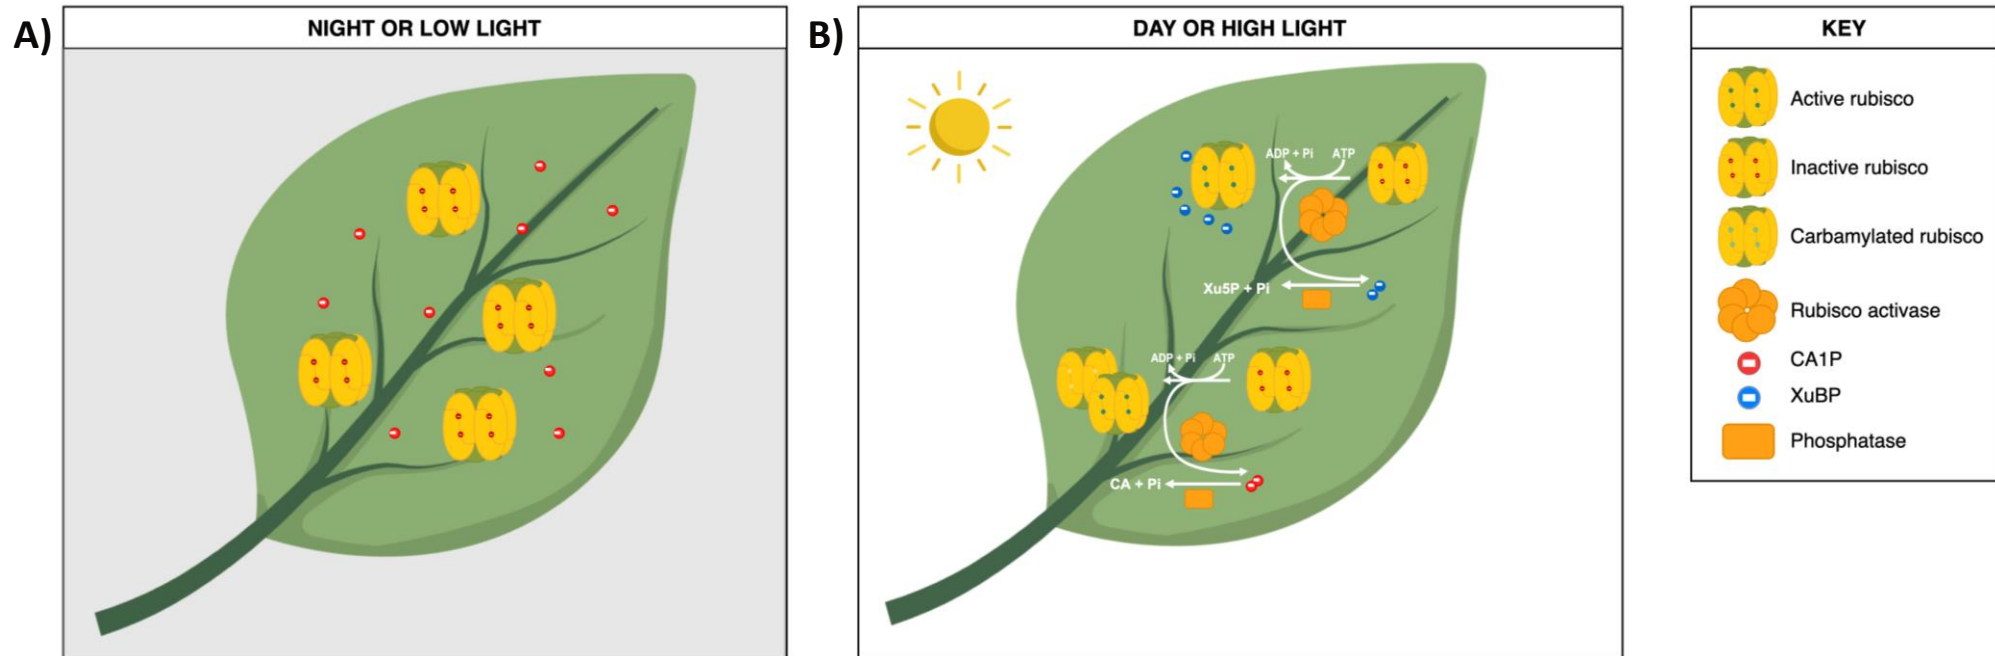 A)
NIGHT OR LOW LIGHT
B)
DAY OR HIGH LIGHT
ADP + Pi
ATP
Xu5P + Pi
ADP + Pi
ATP
CA + Pi
KEY
Active rubisco
Inactive rubisco
Carbamylated rubisco
Rubisco activase
CA1P
XuBP
Phosphatase